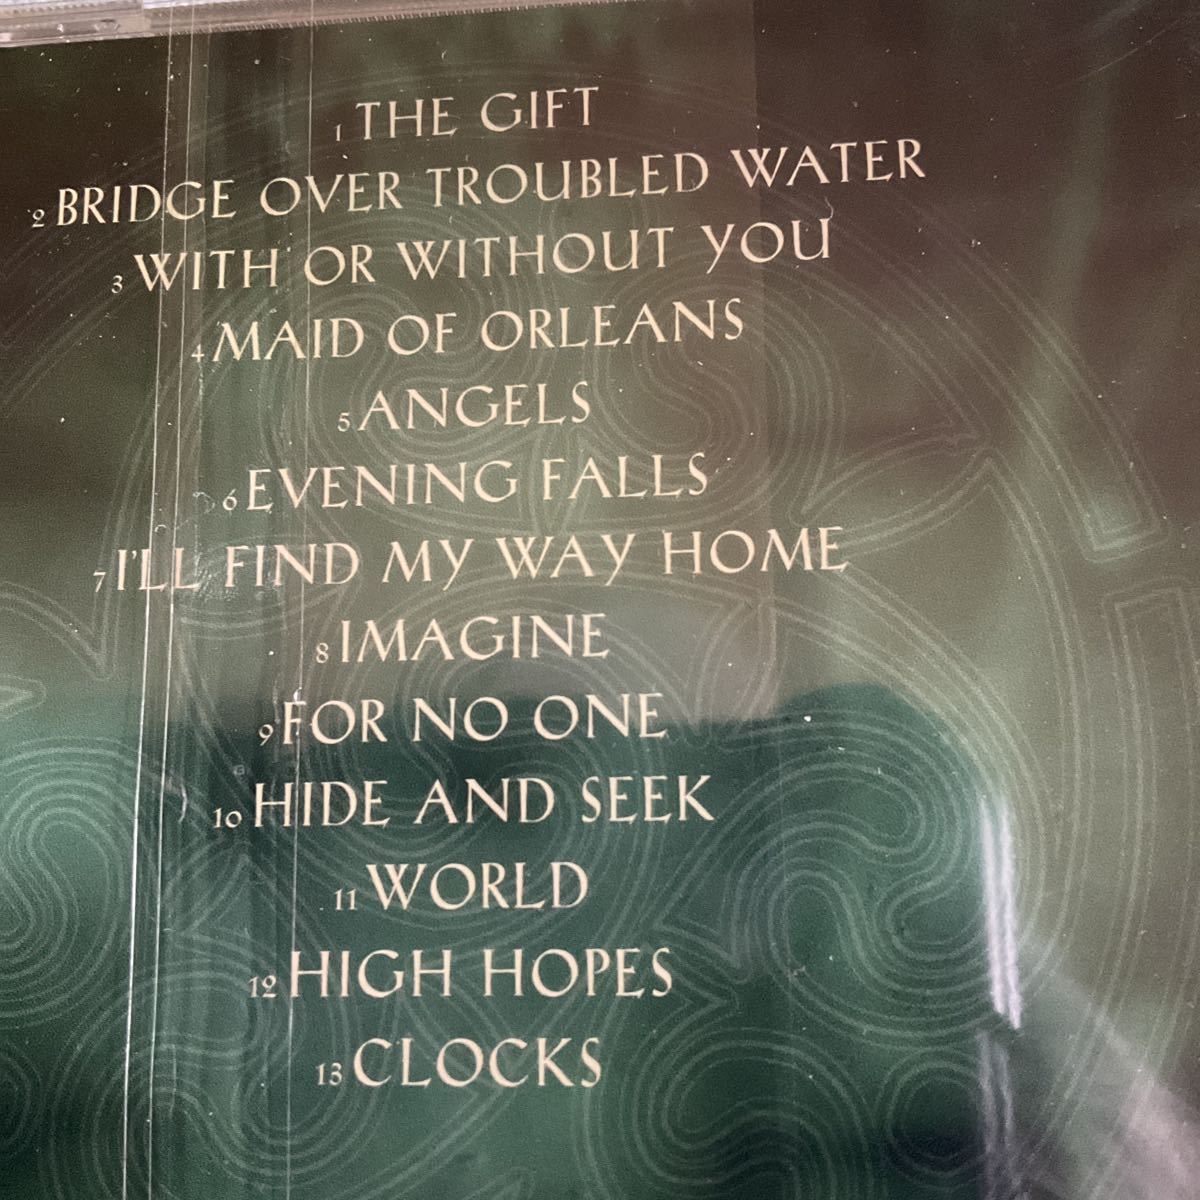 1 THE GIFT
2 BRIDGE OVER TROUBLED WATER
3 WITH OR WITHOUT YOU
4 MAID OF ORLEANS
5 ANGELS
6 EVENING FALLS
7 I'LL FIND MY WAY HOME
8 IMAGINE
9 FOR NO ONE
10 HIDE AND SEEK
11 WORLD
12 HIGH HOPES
13 CLOCKS